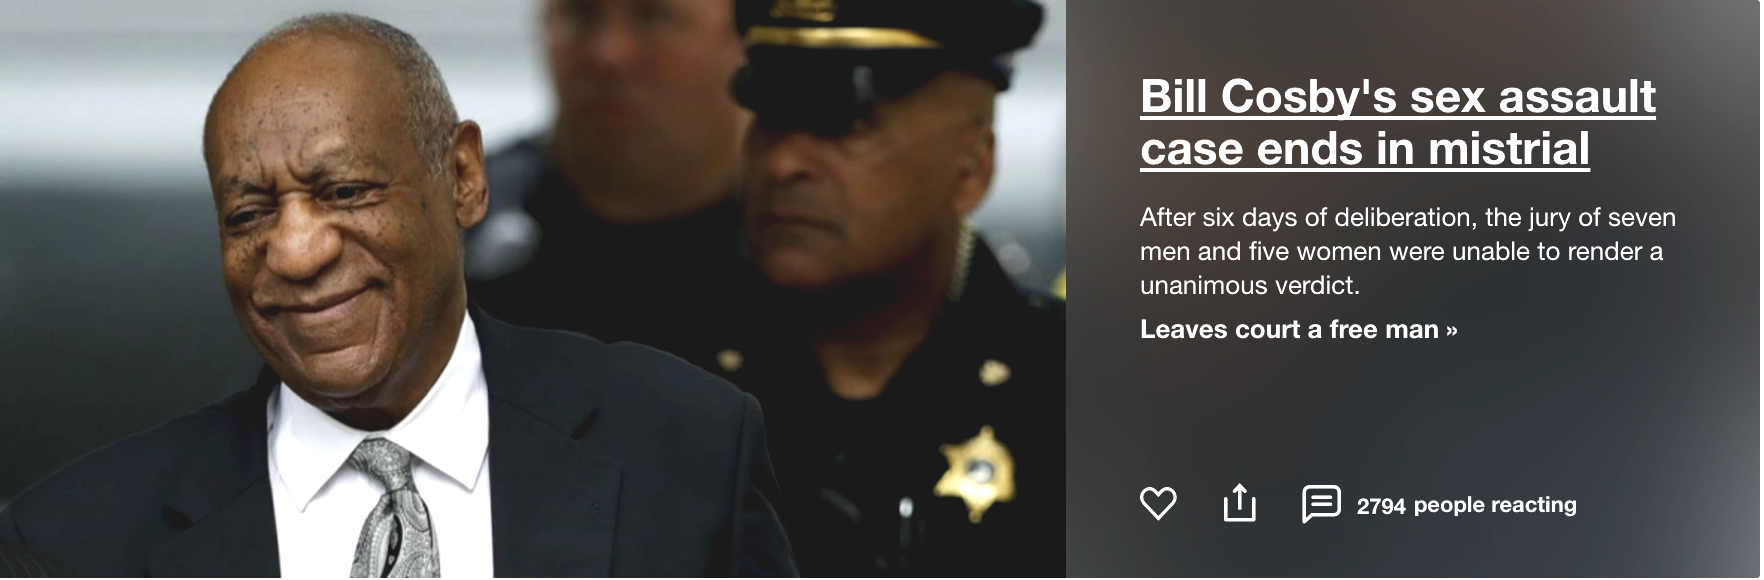 Bill Cosby's sex assault
case ends in mistrial
After six days of deliberation, the jury of seven
men and five women were unable to render a
unanimous verdict.
Leaves court a free man »
2794 people reacting